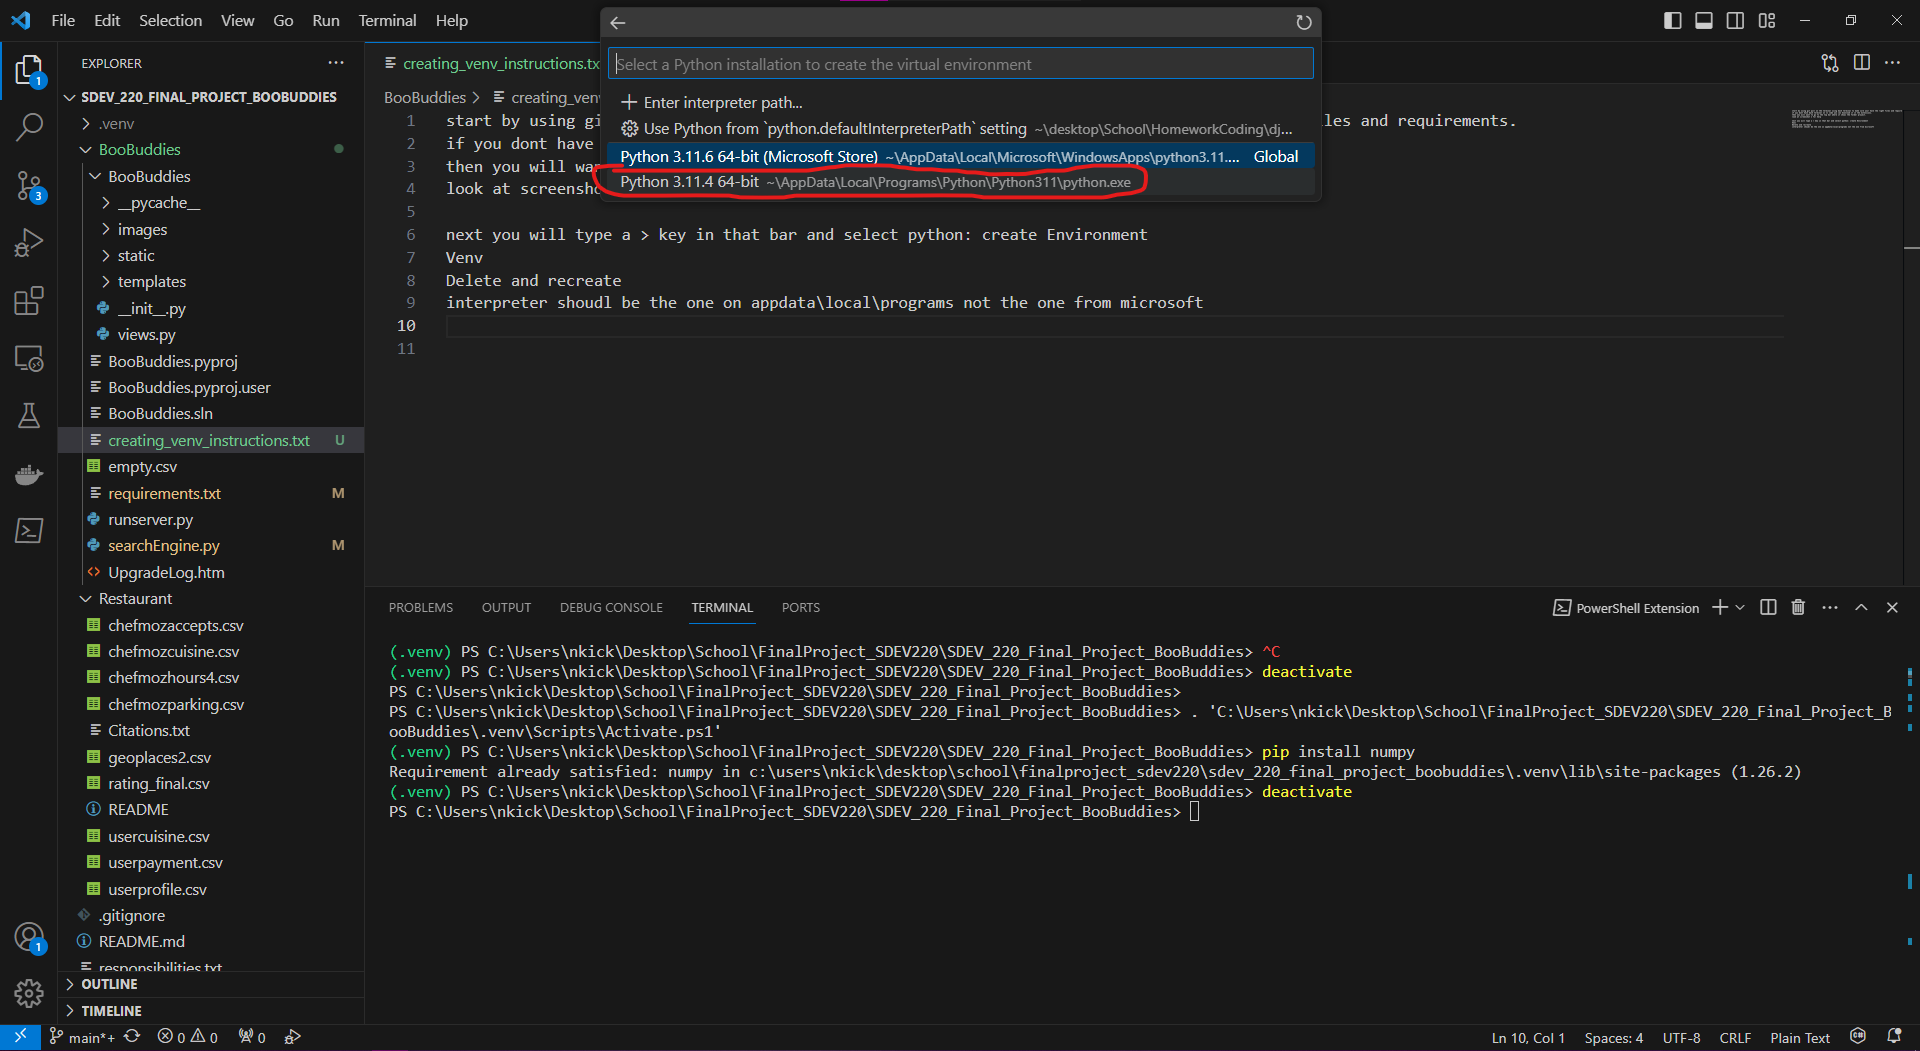 File Edit Selection View Go Run Terminal Help
Select a Python installation to create the virtual environment
Enter interpreter path...
Use Python from `python.defaultInterpreterPath` setting ~\desktop\School\HomeworkCoding\dj...
Python 3.11.6 64-bit (Microsoft Store) ~\AppData\Local\Microsoft\WindowsApps\python3.11.... Global
Python 3.11.4 64-bit ~\AppData\Local\Programs\Python\Python311\python.exe
EXPLORER
SDEV_220_FINAL_PROJECT_BOOBUDDIES
.venv
BooBuddies
BooBuddies
__pycache__
images
static
templates
__init__.py
views.py
BooBuddies.pyproj
BooBuddies.pyproj.user
BooBuddies.sln
creating_venv_instructions.txt U
empty.csv
requirements.txt M
runserver.py
searchEngine.py M
UpgradeLog.htm
Restaurant
chefmozaccepts.csv
chefmozcuisine.csv
chefmozhours4.csv
chefmozparking.csv
Citations.txt
geoplaces2.csv
rating_final.csv
README
usercuisine.csv
userpayment.csv
userprofile.csv
.gitignore
README.md
responsibilities.txt
OUTLINE
TIMELINE
1
3
1
creating_venv_instructions.tx
BooBuddies > creating_ven
1 start by using gi les and requirements.
2 if you dont have
3 then you will wa
4 look at screensh
5
6 next you will type a > key in that bar and select python: create Environment
7 Venv
8 Delete and recreate
9 interpreter shoudl be the one on appdata\local\programs not the one from microsoft
10
11
PROBLEMS OUTPUT DEBUG CONSOLE TERMINAL PORTS
PowerShell Extension
(.venv) PS C:\Users\nkick\Desktop\School\FinalProject_SDEV220\SDEV_220_Final_Project_BooBuddies> ^C
(.venv) PS C:\Users\nkick\Desktop\School\FinalProject_SDEV220\SDEV_220_Final_Project_BooBuddies> deactivate
PS C:\Users\nkick\Desktop\School\FinalProject_SDEV220\SDEV_220_Final_Project_BooBuddies>
PS C:\Users\nkick\Desktop\School\FinalProject_SDEV220\SDEV_220_Final_Project_BooBuddies> . 'C:\Users\nkick\Desktop\School\FinalProject_SDEV220\SDEV_220_Final_Project_B
ooBuddies\.venv\Scripts\Activate.ps1'
(.venv) PS C:\Users\nkick\Desktop\School\FinalProject_SDEV220\SDEV_220_Final_Project_BooBuddies> pip install numpy
Requirement already satisfied: numpy in c:\users\nkick\desktop\school\finalproject_sdev220\sdev_220_final_project_boobuddies\.venv\lib\site-packages (1.26.2)
(.venv) PS C:\Users\nkick\Desktop\School\FinalProject_SDEV220\SDEV_220_Final_Project_BooBuddies> deactivate
PS C:\Users\nkick\Desktop\School\FinalProject_SDEV220\SDEV_220_Final_Project_BooBuddies>
main*+ 0 0 0
Ln 10, Col 1 Spaces: 4 UTF-8 CRLF Plain Text